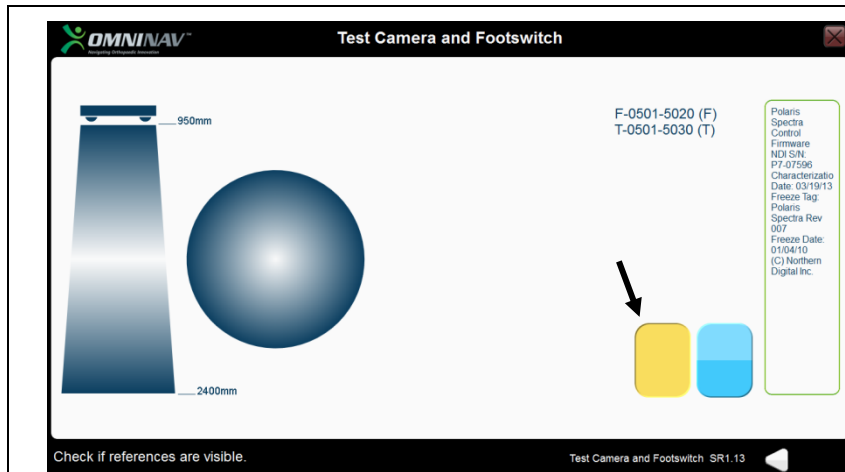 OMNINAV™
Navigating Orthopaedic Innovation
Test Camera and Footswitch
950mm
F-0501-5020 (F)
T-0501-5030 (T)
Polaris
Spectra
Control
Firmware
NDI S/N:
P7-07596
Characterizatio
Date: 03/19/13
Freeze Tag:
Polaris
Spectra Rev
007
Freeze Date:
01/04/10
(C) Northern
Digital Inc.
2400mm
Check if references are visible.
Test Camera and Footswitch SR1.13